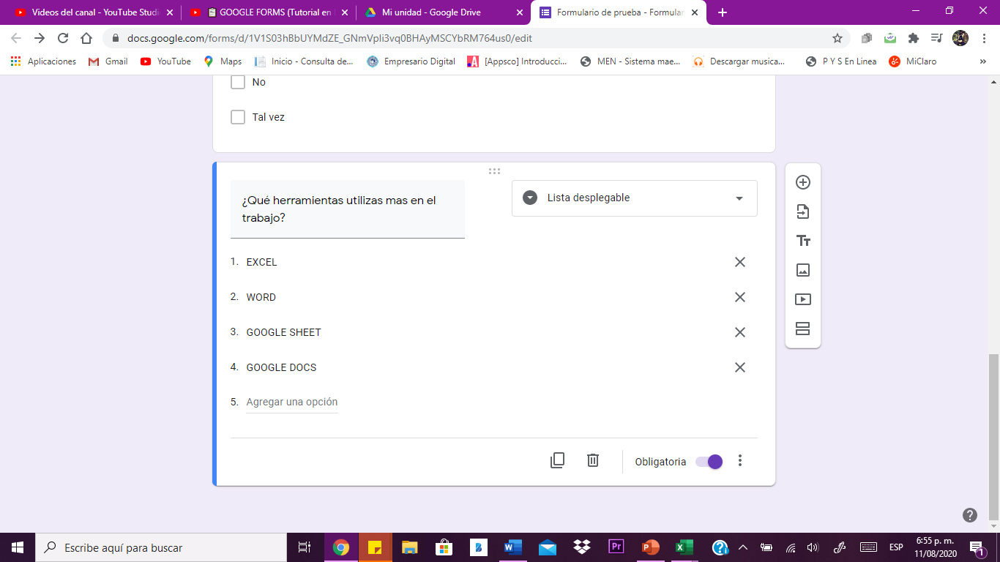 Videos del canal - YouTube Studi
GOOGLE FORMS (Tutorial en
Mi unidad - Google Drive
Formulario de prueba - Formular
docs.google.com/forms/d/1V1S03hBbUYMdZE_GNmVpIi3vq0BHAyMSCYbRM764us0/edit
Aplicaciones
Gmail
YouTube
Maps
Inicio - Consulta de...
Empresario Digital
[Appsco] Introducci...
MEN - Sistema mae...
Descargar musica...
P Y S En Linea
MiClaro
»
No
Tal vez
¿Qué herramientas utilizas mas en el
trabajo?
Lista desplegable
1. EXCEL
2. WORD
3. GOOGLE SHEET
4. GOOGLE DOCS
5. Agregar una opción
Obligatoria
Escribe aquí para buscar
ESP
6:55 p. m.
11/08/2020
1